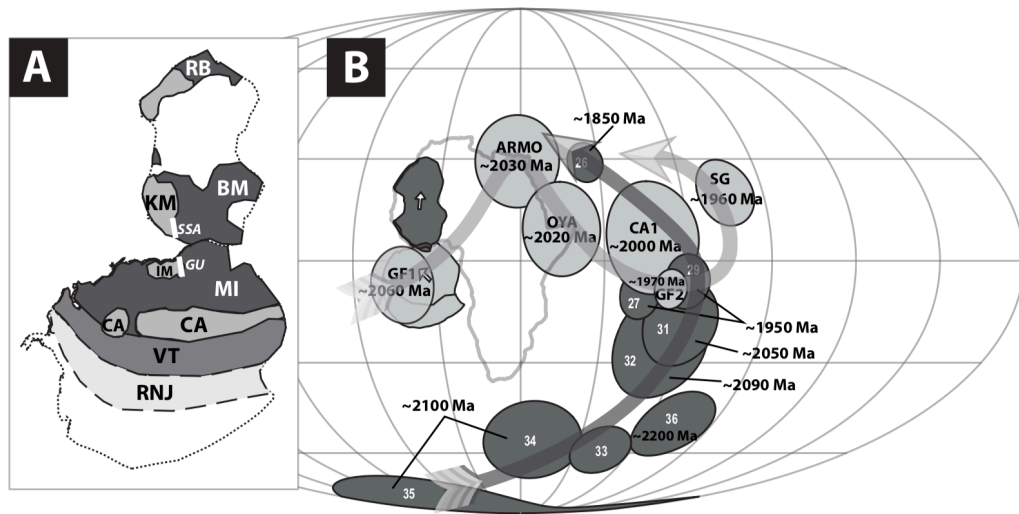 A
RB
KM
BM
SSA
GU
IM
MI
CA
CA
VT
RNJ
B
~1850 Ma
ARMO
~2030 Ma
26
SG
~1960 Ma
OYA
~2020 Ma
CA1
~2000 Ma
GF1
~2060 Ma
29
~1970 Ma
GF2
27
~1950 Ma
31
~2050 Ma
32
~2090 Ma
~2100 Ma
36
~2200 Ma
34
33
35